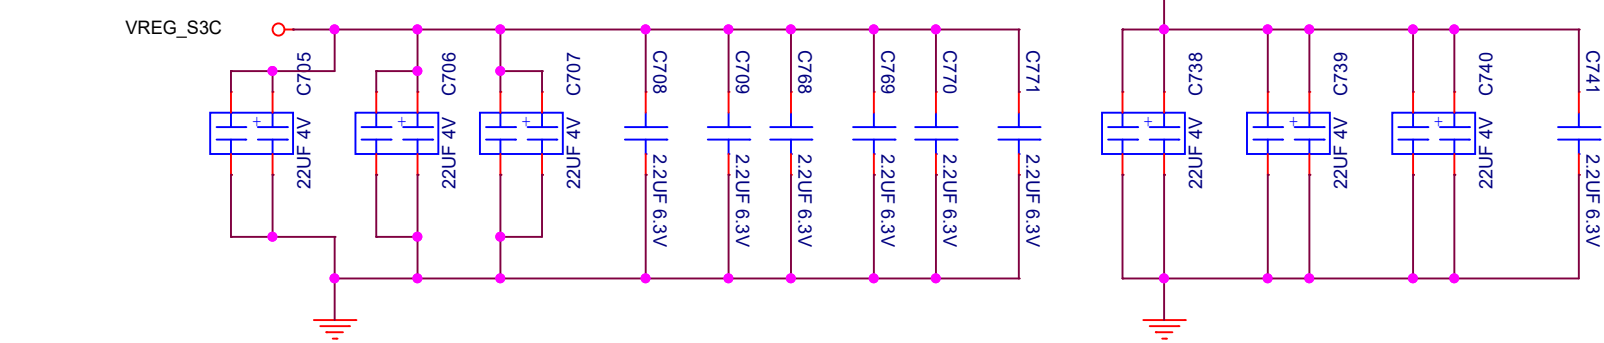 VREG_S3C
C705
22UF 4V
C706
22UF 4V
C707
22UF 4V
C708
2.2UF 6.3V
C709
2.2UF 6.3V
C768
2.2UF 6.3V
C769
2.2UF 6.3V
C770
2.2UF 6.3V
C771
2.2UF 6.3V
C738
22UF 4V
C739
22UF 4V
C740
22UF 4V
C741
2.2UF 6.3V